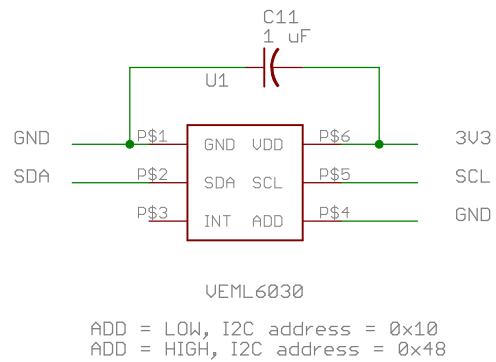 C11
1 uF
U1
GND P$1 GND VDD P$6 3V3
SDA P$2 SDA SCL P$5 SCL
P$3 INT ADD P$4 GND
VEML6030
ADD = LOW, I2C address = 0x10
ADD = HIGH, I2C address = 0x48